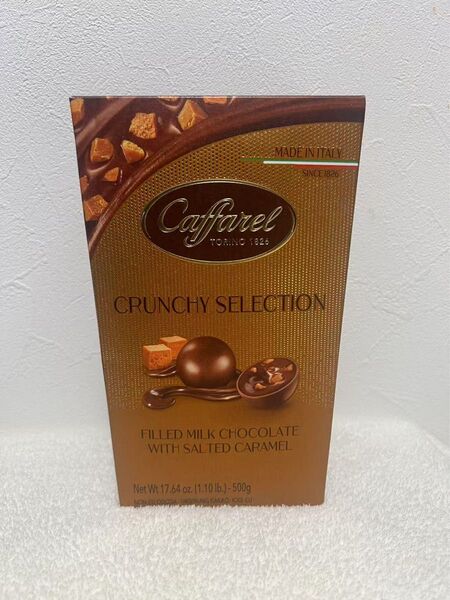 MADE IN ITALY
SINCE 1826
Caffarel
TORINO 1826
CRUNCHY SELECTION
FILLED MILK CHOCOLATE
WITH SALTED CARAMEL
Net Wt 17.64 oz. (1.10 lb.) - 500g